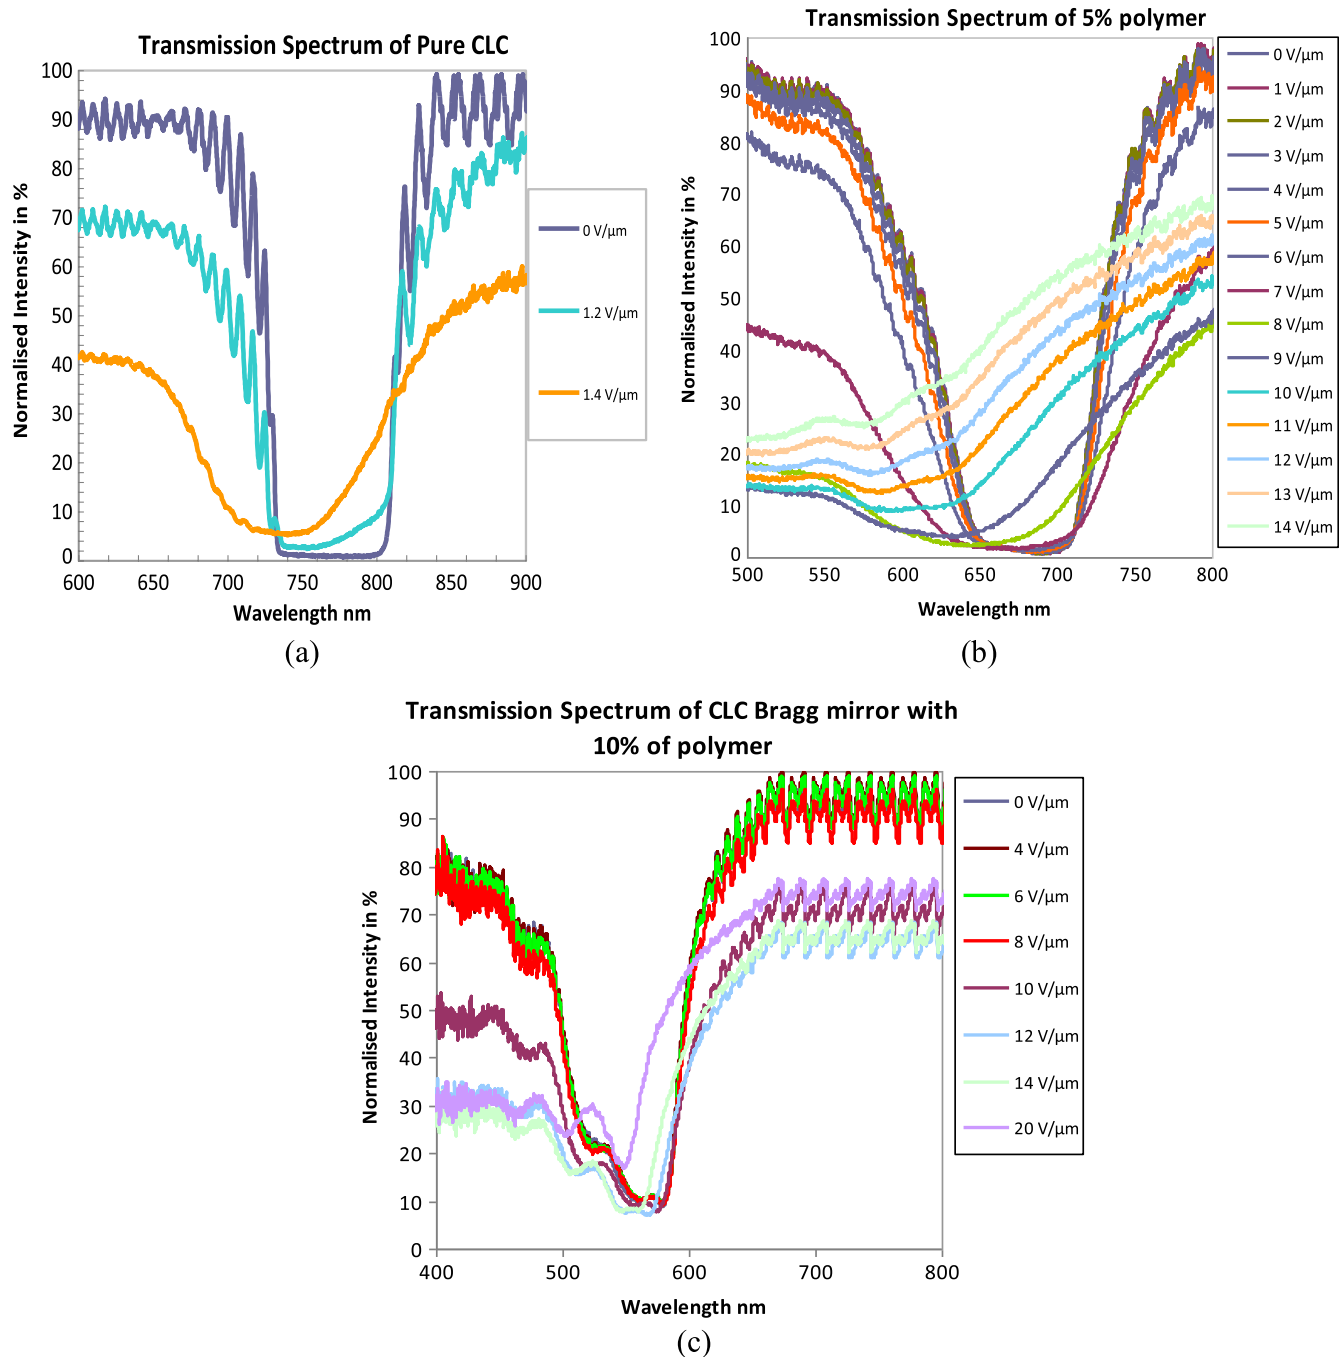 Transmission Spectrum of Pure CLC
100
90
80
70
60
50
40
30
20
10
0
Normalised Intensity in %
600 650 700 750 800 850 900
Wavelength nm
0 V/µm
1.2 V/µm
1.4 V/µm
(a)
Transmission Spectrum of 5% polymer
100
90
80
70
60
50
40
30
20
10
0
Normalised Intensity in %
500 550 600 650 700 750 800
Wavelength nm
0 V/µm
1 V/µm
2 V/µm
3 V/µm
4 V/µm
5 V/µm
6 V/µm
7 V/µm
8 V/µm
9 V/µm
10 V/µm
11 V/µm
12 V/µm
13 V/µm
14 V/µm
(b)
Transmission Spectrum of CLC Bragg mirror with
10% of polymer
100
90
80
70
60
50
40
30
20
10
0
Normalised Intensity in %
400 500 600 700 800
Wavelength nm
0 V/µm
4 V/µm
6 V/µm
8 V/µm
10 V/µm
12 V/µm
14 V/µm
20 V/µm
(c)